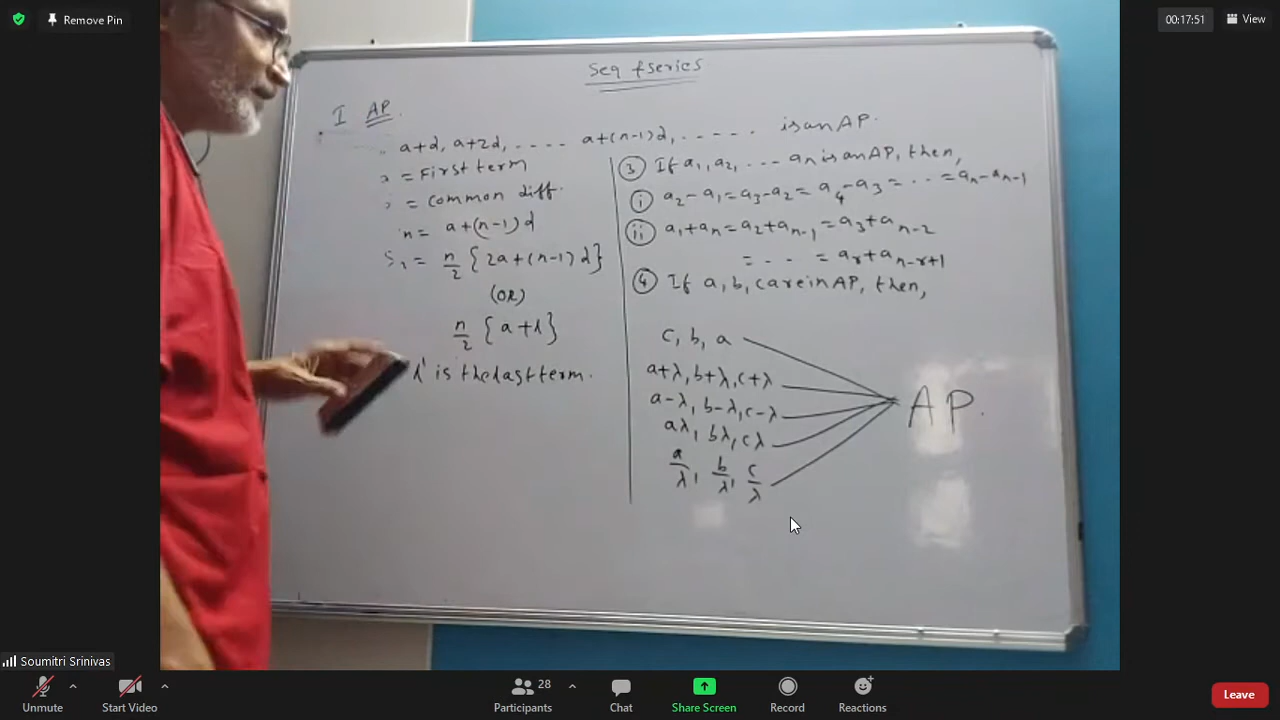 Remove Pin
00:17:51
View
Seq & series
I AP.
a+d, a+2d, .... a+(n-1)d, ..... is an AP.
= First term
= common diff.
n = a+(n-1)d
S = n/2 {2a+(n-1)d}
(OR)
n/2 {a+l}
l' is the last term.
③ If a₁, a₂, ... aₙ is an AP, then,
ⓘ a₂-a₁ = a₃-a₂ = a₄-a₃ = .. = aₙ-aₙ₋₁
ⅱ a₁+aₙ = a₂+aₙ₋₁ = a₃+aₙ₋₂
= .. = aᵣ+aₙ₋ᵣ₊₁
④ If a, b, c are in AP, then,
c, b, a
a+λ, b+λ, c+λ
a-λ, b-λ, c-λ
aλ, bλ, cλ
a/λ, b/λ, c/λ
AP.
Soumitri Srinivas
Unmute
Start Video
28
Participants
Chat
Share Screen
Record
Reactions
Leave